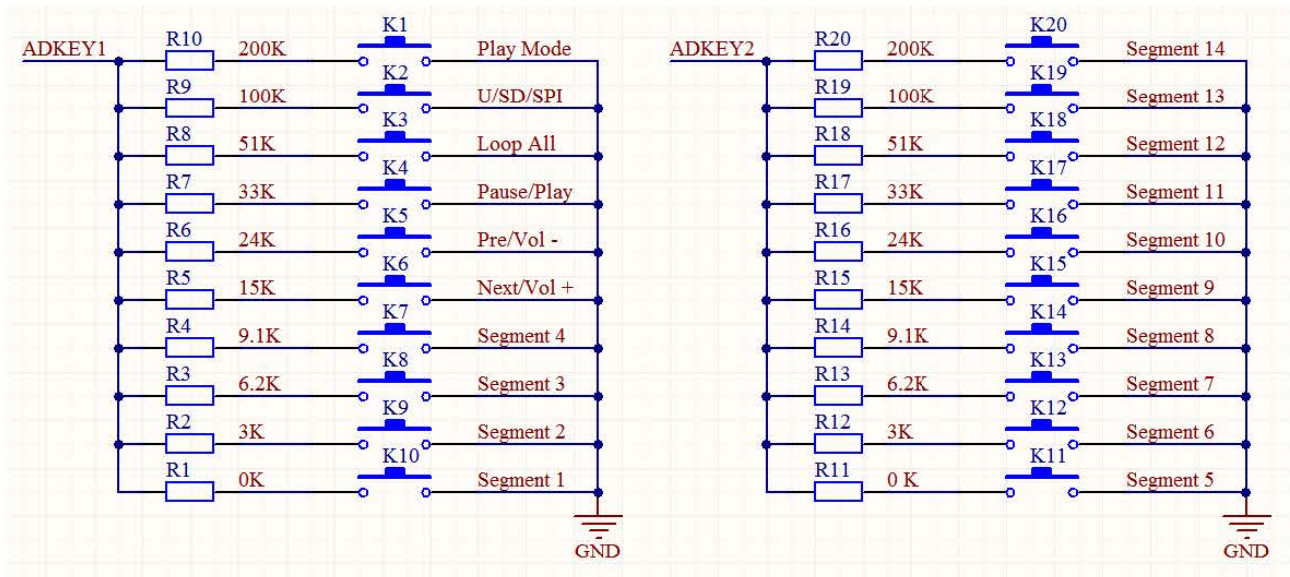 K1
ADKEY1 R10 200K Play Mode
K2
R9 100K U/SD/SPI
K3
R8 51K Loop All
K4
R7 33K Pause/Play
K5
R6 24K Pre/Vol -
K6
R5 15K Next/Vol +
K7
R4 9.1K Segment 4
K8
R3 6.2K Segment 3
K9
R2 3K Segment 2
K10
R1 0K Segment 1
GND
K20
ADKEY2 R20 200K Segment 14
K19
R19 100K Segment 13
K18
R18 51K Segment 12
K17
R17 33K Segment 11
K16
R16 24K Segment 10
K15
R15 15K Segment 9
K14
R14 9.1K Segment 8
K13
R13 6.2K Segment 7
K12
R12 3K Segment 6
K11
R11 0 K Segment 5
GND